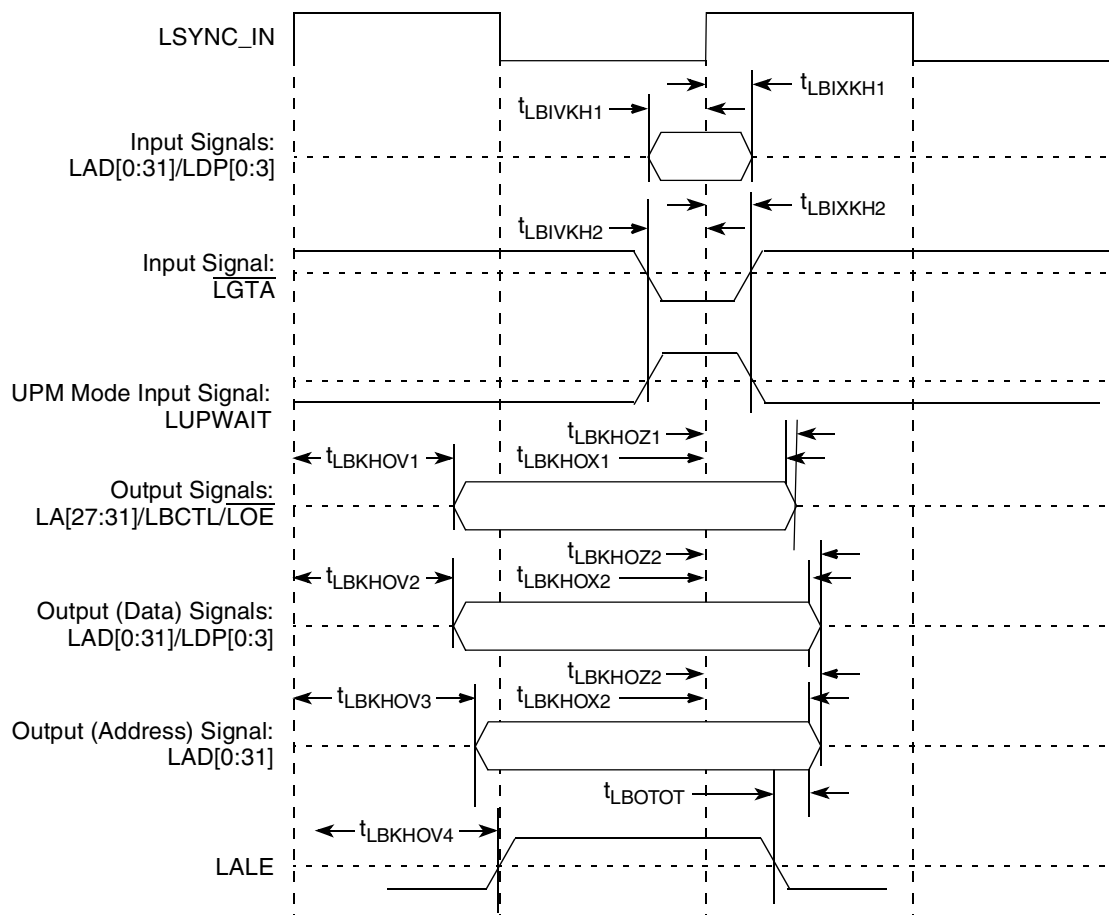 LSYNC_IN
tLBIXKH1
tLBIVKH1
Input Signals:
LAD[0:31]/LDP[0:3]
tLBIXKH2
tLBIVKH2
Input Signal:
LGTA
UPM Mode Input Signal:
LUPWAIT
tLBKHOZ1
tLBKHOV1 tLBKHOX1
Output Signals:
LA[27:31]/LBCTL/LOE
tLBKHOZ2
tLBKHOV2 tLBKHOX2
Output (Data) Signals:
LAD[0:31]/LDP[0:3]
tLBKHOZ2
tLBKHOV3 tLBKHOX2
Output (Address) Signal:
LAD[0:31]
tLBOTOT
tLBKHOV4
LALE